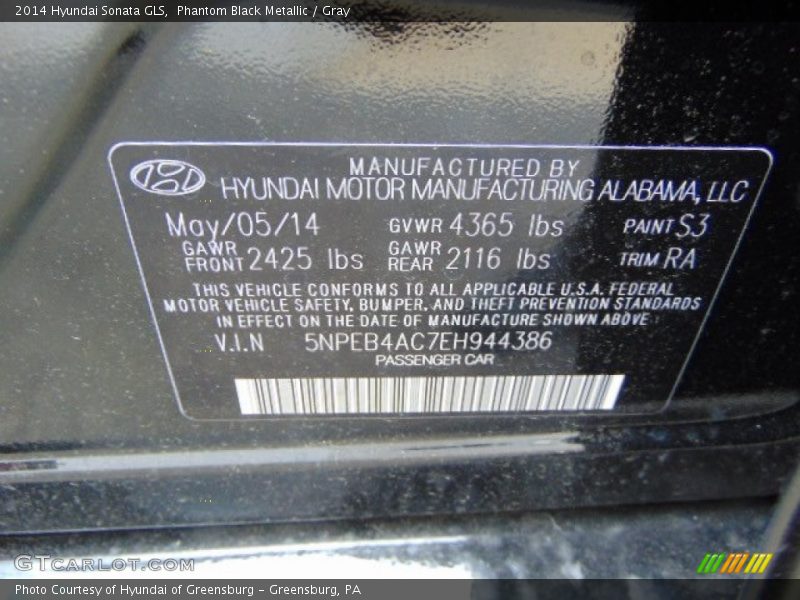 2014 Hyundai Sonata GLS, Phantom Black Metallic / Gray
MANUFACTURED BY
HYUNDAI MOTOR MANUFACTURING ALABAMA, LLC
May/05/14 GVWR 4365 lbs PAINT S3
GAWR FRONT 2425 lbs GAWR REAR 2116 lbs TRIM RA
THIS VEHICLE CONFORMS TO ALL APPLICABLE U.S.A. FEDERAL
MOTOR VEHICLE SAFETY, BUMPER, AND THEFT PREVENTION STANDARDS
IN EFFECT ON THE DATE OF MANUFACTURE SHOWN ABOVE
V.I.N 5NPEB4AC7EH944386
PASSENGER CAR
GTCARLOT.COM
Photo Courtesy of Hyundai of Greensburg - Greensburg, PA